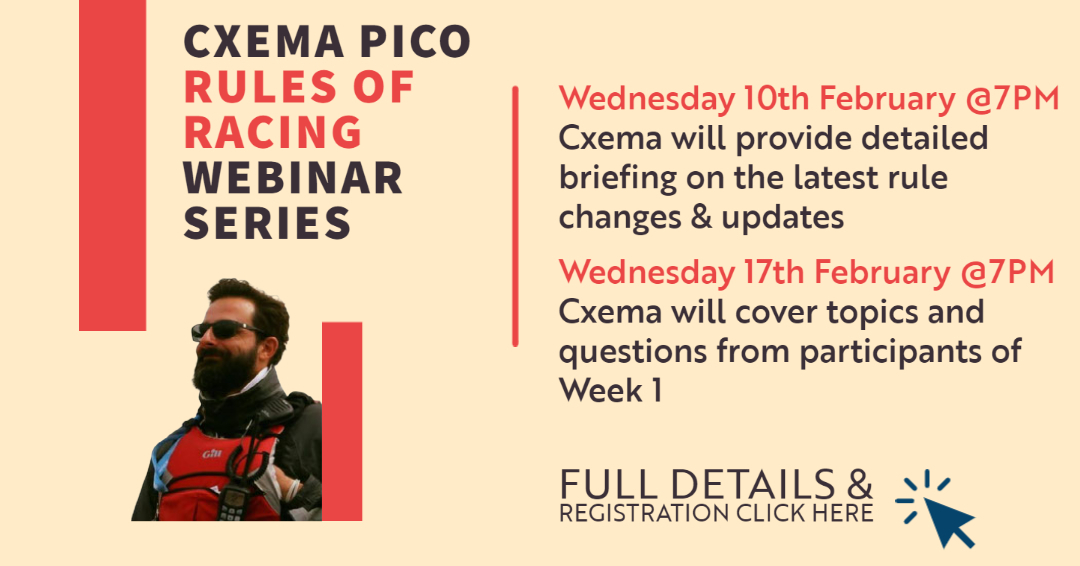 CXEMA PICO
RULES OF
RACING
WEBINAR
SERIES
Wednesday 10th February @7PM
Cxema will provide detailed
briefing on the latest rule
changes & updates
Wednesday 17th February @7PM
Cxema will cover topics and
questions from participants of
Week 1
Gill
FULL DETAILS &
REGISTRATION CLICK HERE